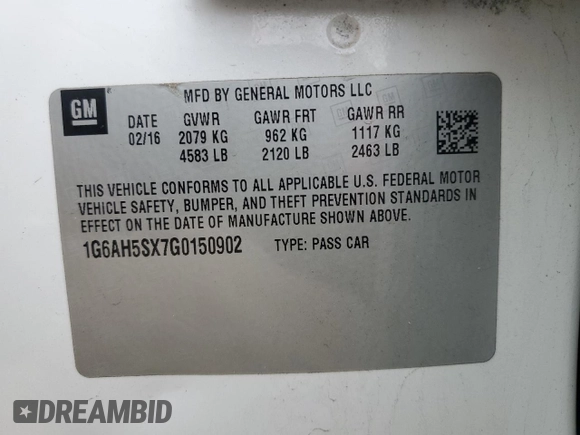 GM
MFD BY GENERAL MOTORS LLC
DATE GVWR GAWR FRT GAWR RR
02/16 2079 KG 962 KG 1117 KG
4583 LB 2120 LB 2463 LB
THIS VEHICLE CONFORMS TO ALL APPLICABLE U.S. FEDERAL MOTOR
VEHICLE SAFETY, BUMPER, AND THEFT PREVENTION STANDARDS IN
EFFECT ON THE DATE OF MANUFACTURE SHOWN ABOVE.
1G6AH5SX7G0150902 TYPE: PASS CAR
DREAMBID